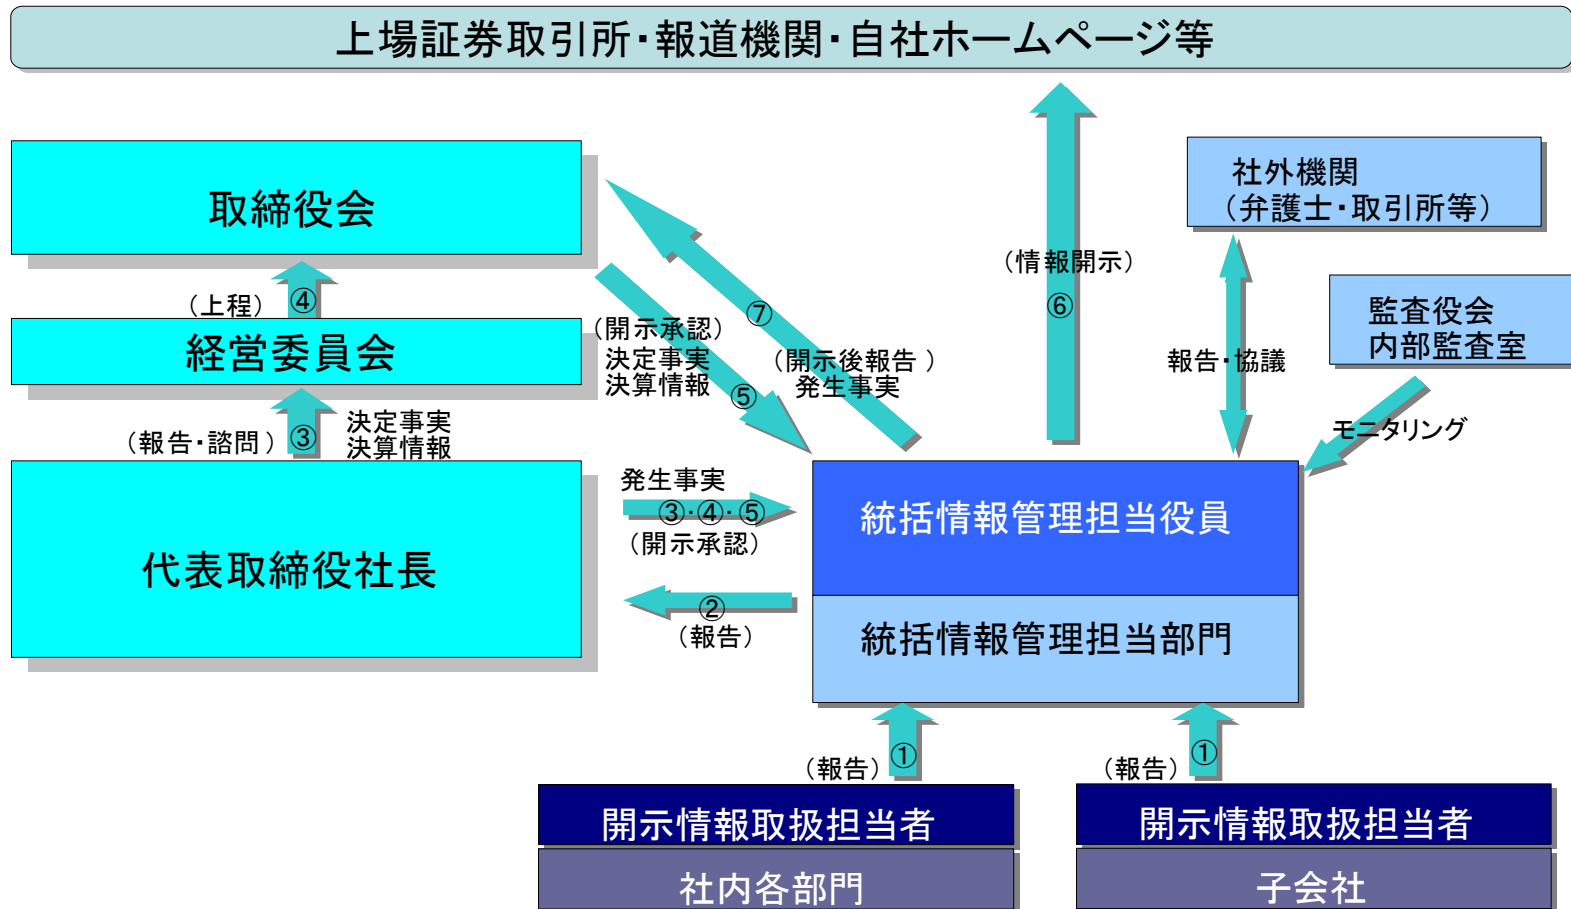 上場証券取引所・報道機関・自社ホームページ等
取締役会
社外機関
（弁護士・取引所等）
（情報開示）
⑥
（上程）
④
⑦
監査役会
内部監査室
（開示承認）
決定事実
決算情報
⑤
（開示後報告 ）
発生事実
報告・協議
経営委員会
（報告・諮問 ）
③
決定事実
決算情報
モニタリング
発生事実
③・④・⑤
（開示承認）
代表取締役社長
統括情報管理担当役員
②
（報告）
統括情報管理担当部門
（報告）
①
（報告）
①
開示情報取扱担当者
開示情報取扱担当者
社内各部門
子会社